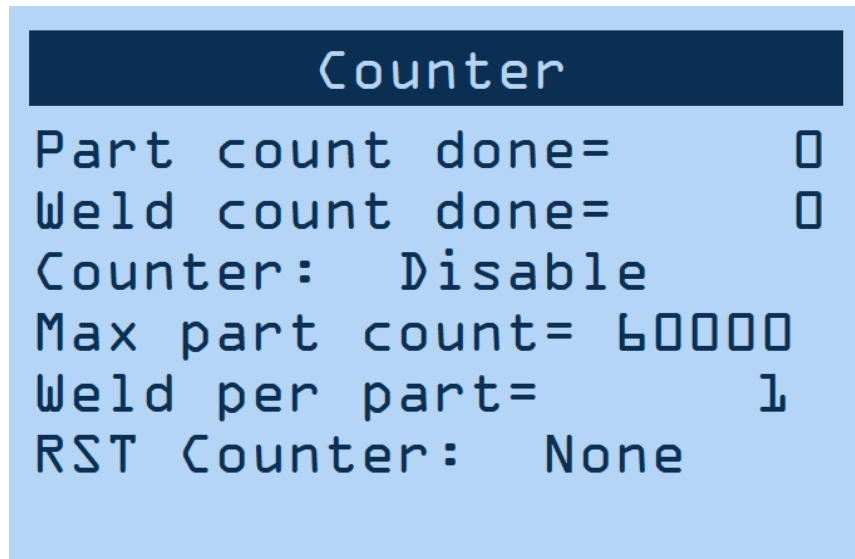 Counter
Part count done= 0
Weld count done= 0
Counter: Disable
Max part count= 60000
Weld per part= 1
RST Counter: None